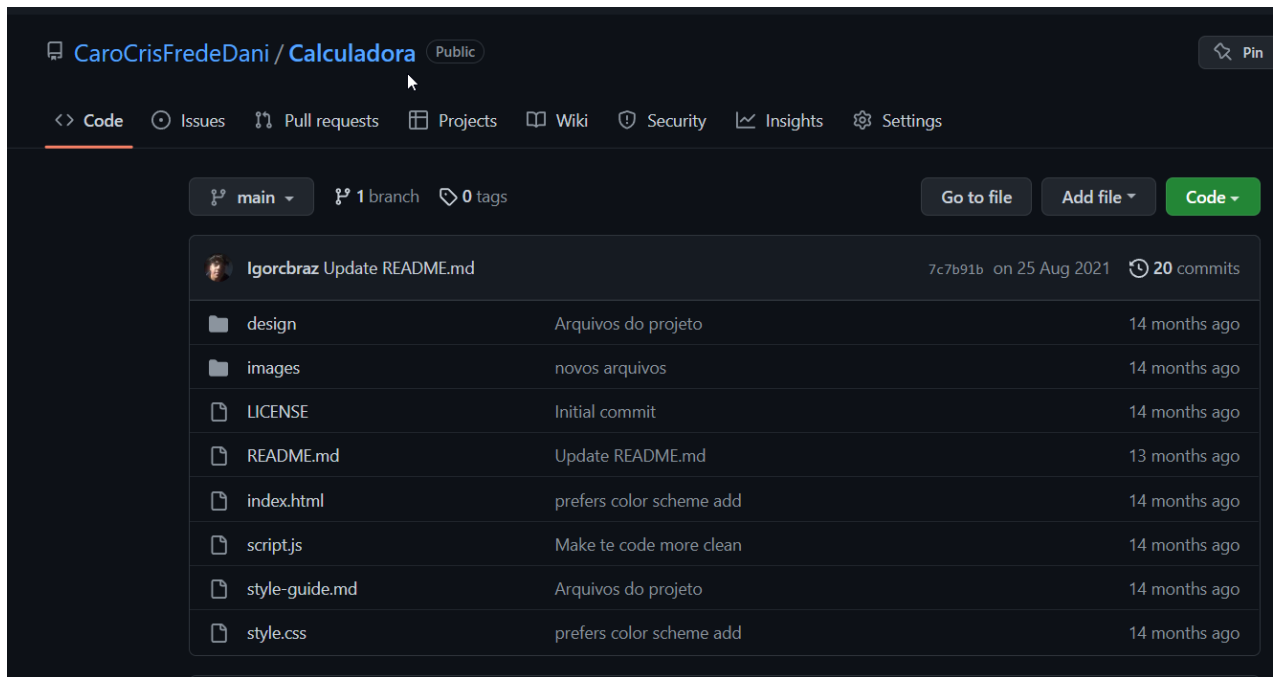 CaroCrisFredeDani / Calculadora Public Pin
Code Issues Pull requests Projects Wiki Security Insights Settings
main 1 branch 0 tags Go to file Add file Code
Igorcbraz Update README.md 7c7b91b on 25 Aug 2021 20 commits
design Arquivos do projeto 14 months ago
images novos arquivos 14 months ago
LICENSE Initial commit 14 months ago
README.md Update README.md 13 months ago
index.html prefers color scheme add 14 months ago
script.js Make te code more clean 14 months ago
style-guide.md Arquivos do projeto 14 months ago
style.css prefers color scheme add 14 months ago